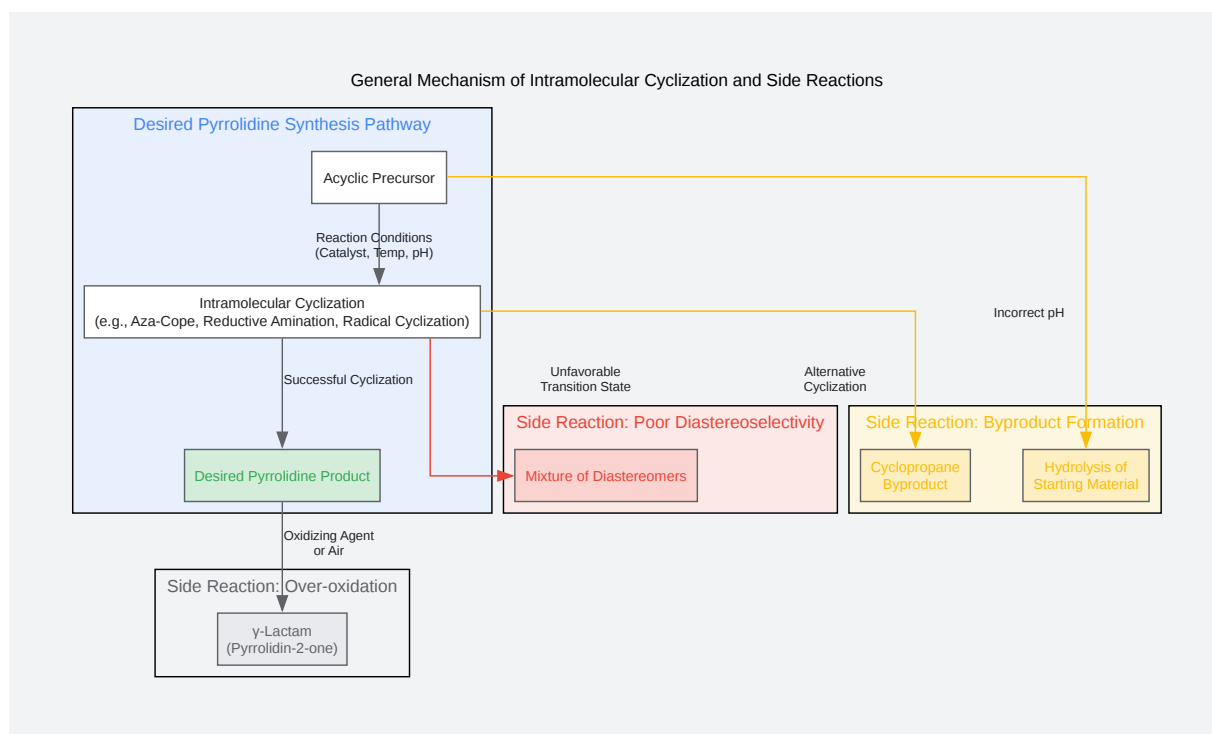 General Mechanism of Intramolecular Cyclization and Side Reactions
Desired Pyrrolidine Synthesis Pathway
Acyclic Precursor
Reaction Conditions
(Catalyst, Temp, pH)
Intramolecular Cyclization
(e.g., Aza-Cope, Reductive Amination, Radical Cyclization)
Incorrect pH
Successful Cyclization
Unfavorable
Transition State
Alternative
Cyclization
Side Reaction: Poor Diastereoselectivity
Side Reaction: Byproduct Formation
Desired Pyrrolidine Product
Mixture of Diastereomers
Cyclopropane
Byproduct
Hydrolysis of
Starting Material
Oxidizing Agent
or Air
Side Reaction: Over-oxidation
γ-Lactam
(Pyrrolidin-2-one)